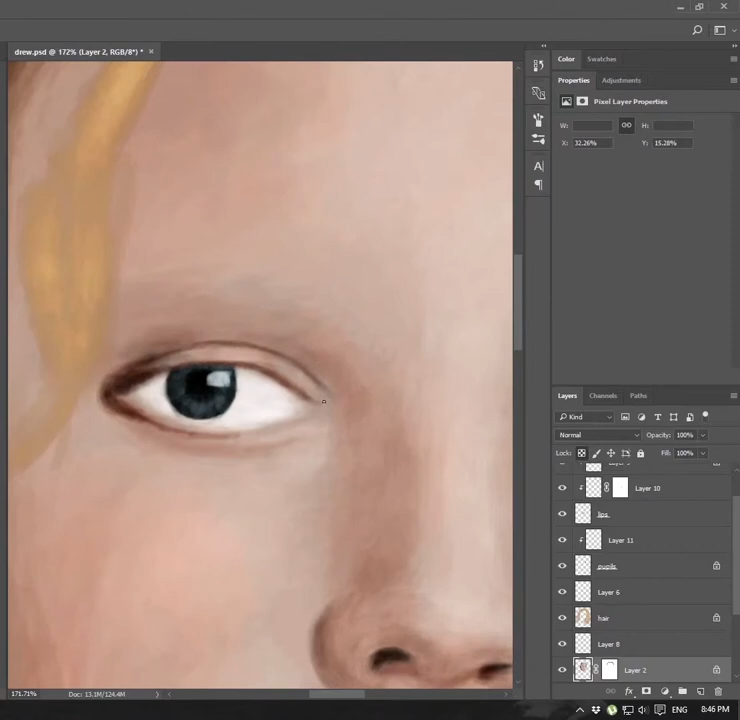 drew.psd @ 172% (Layer 2, RGB/8*) *
Color
Swatches
Properties
Adjustments
Pixel Layer Properties
W:
H:
X: 32.26%
Y: 15.28%
Layers
Channels
Paths
Kind
Normal
Opacity: 100%
Lock:
Fill: 100%
Layer 10
lips
Layer 11
pupils
Layer 6
hair
Layer 8
Layer 2
171.71%
Doc: 13.1M/124.4M
ENG
8:46 PM